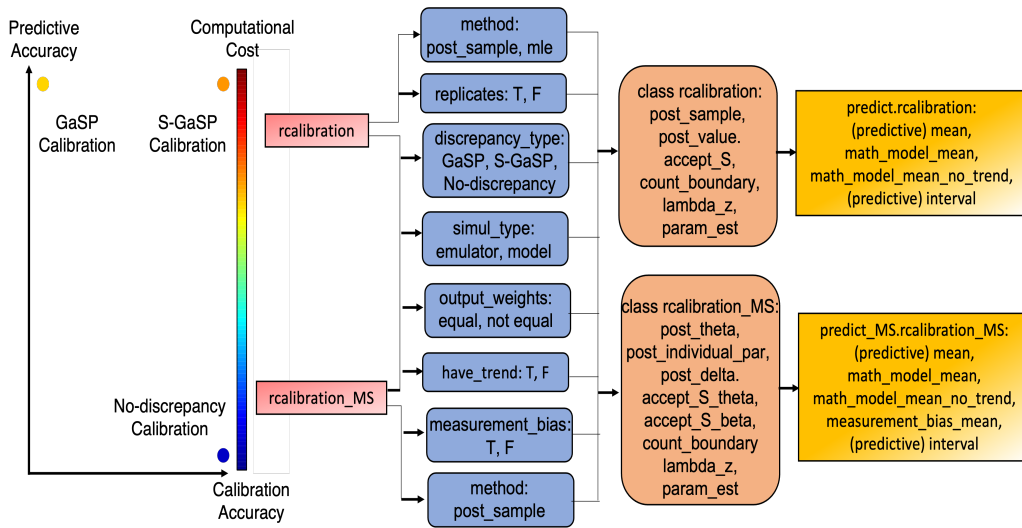 Predictive
Accuracy
Computational
Cost
GaSP
Calibration
S-GaSP
Calibration
No-discrepancy
Calibration
Calibration
Accuracy
rcalibration
rcalibration_MS
method:
post_sample, mle
replicates: T, F
discrepancy_type:
GaSP, S-GaSP,
No-discrepancy
simul_type:
emulator, model
output_weights:
equal, not equal
have_trend: T, F
measurement_bias:
T, F
method:
post_sample
class rcalibration:
post_sample,
post_value.
accept_S,
count_boundary,
lambda_z,
param_est
class rcalibration_MS:
post_theta,
post_individual_par,
post_delta.
accept_S_theta,
accept_S_beta,
count_boundary
lambda_z,
param_est
predict.rcalibration:
(predictive) mean,
math_model_mean,
math_model_mean_no_trend,
(predictive) interval
predict_MS.rcalibration_MS:
(predictive) mean,
math_model_mean,
math_model_mean_no_trend,
measurement_bias_mean,
(predictive) interval